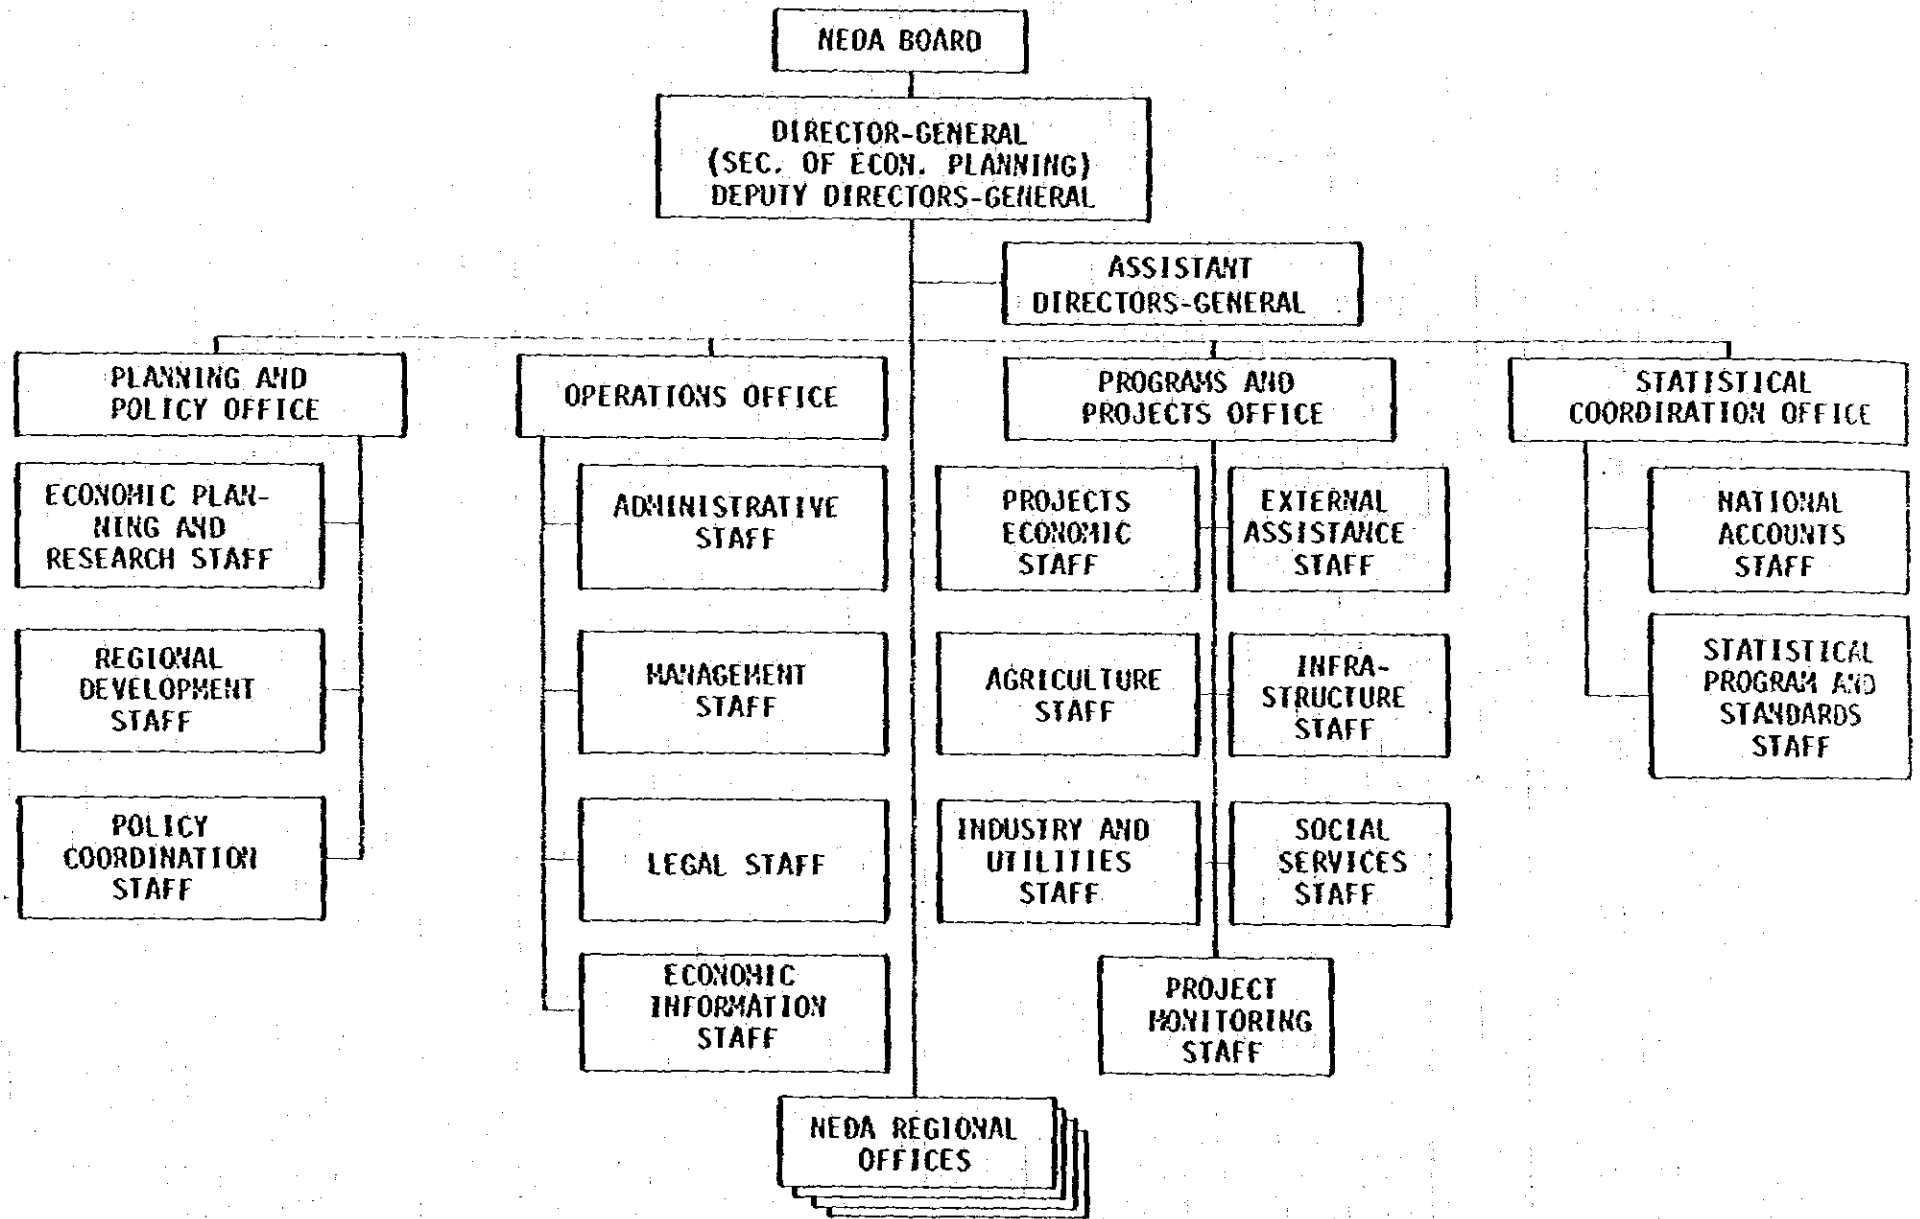 NEDA BOARD
DIRECTOR-GENERAL
(SEC. OF ECON. PLANNING)
DEPUTY DIRECTORS-GENERAL
ASSISTANT
DIRECTORS-GENERAL
PLANNING AND
POLICY OFFICE
OPERATIONS OFFICE
PROGRAMS AND
PROJECTS OFFICE
STATISTICAL
COORDIRATION OFFICE
ECONOMIC PLAN-
NING AND
RESEARCH STAFF
REGIONAL
DEVELOPMENT
STAFF
POLICY
COORDINATION
STAFF
ADMINISTRATIVE
STAFF
MANAGEMENT
STAFF
LEGAL STAFF
ECONOMIC
INFORMATION
STAFF
PROJECTS
ECONOMIC
STAFF
EXTERNAL
ASSISTANCE
STAFF
AGRICULTURE
STAFF
INFRA-
STRUCTURE
STAFF
INDUSTRY AND
UTILITIES
STAFF
SOCIAL
SERVICES
STAFF
PROJECT
MONITORING
STAFF
NATIONAL
ACCOUNTS
STAFF
STATISTICAL
PROGRAM AND
STANDARDS
STAFF
NEDA REGIONAL
OFFICES